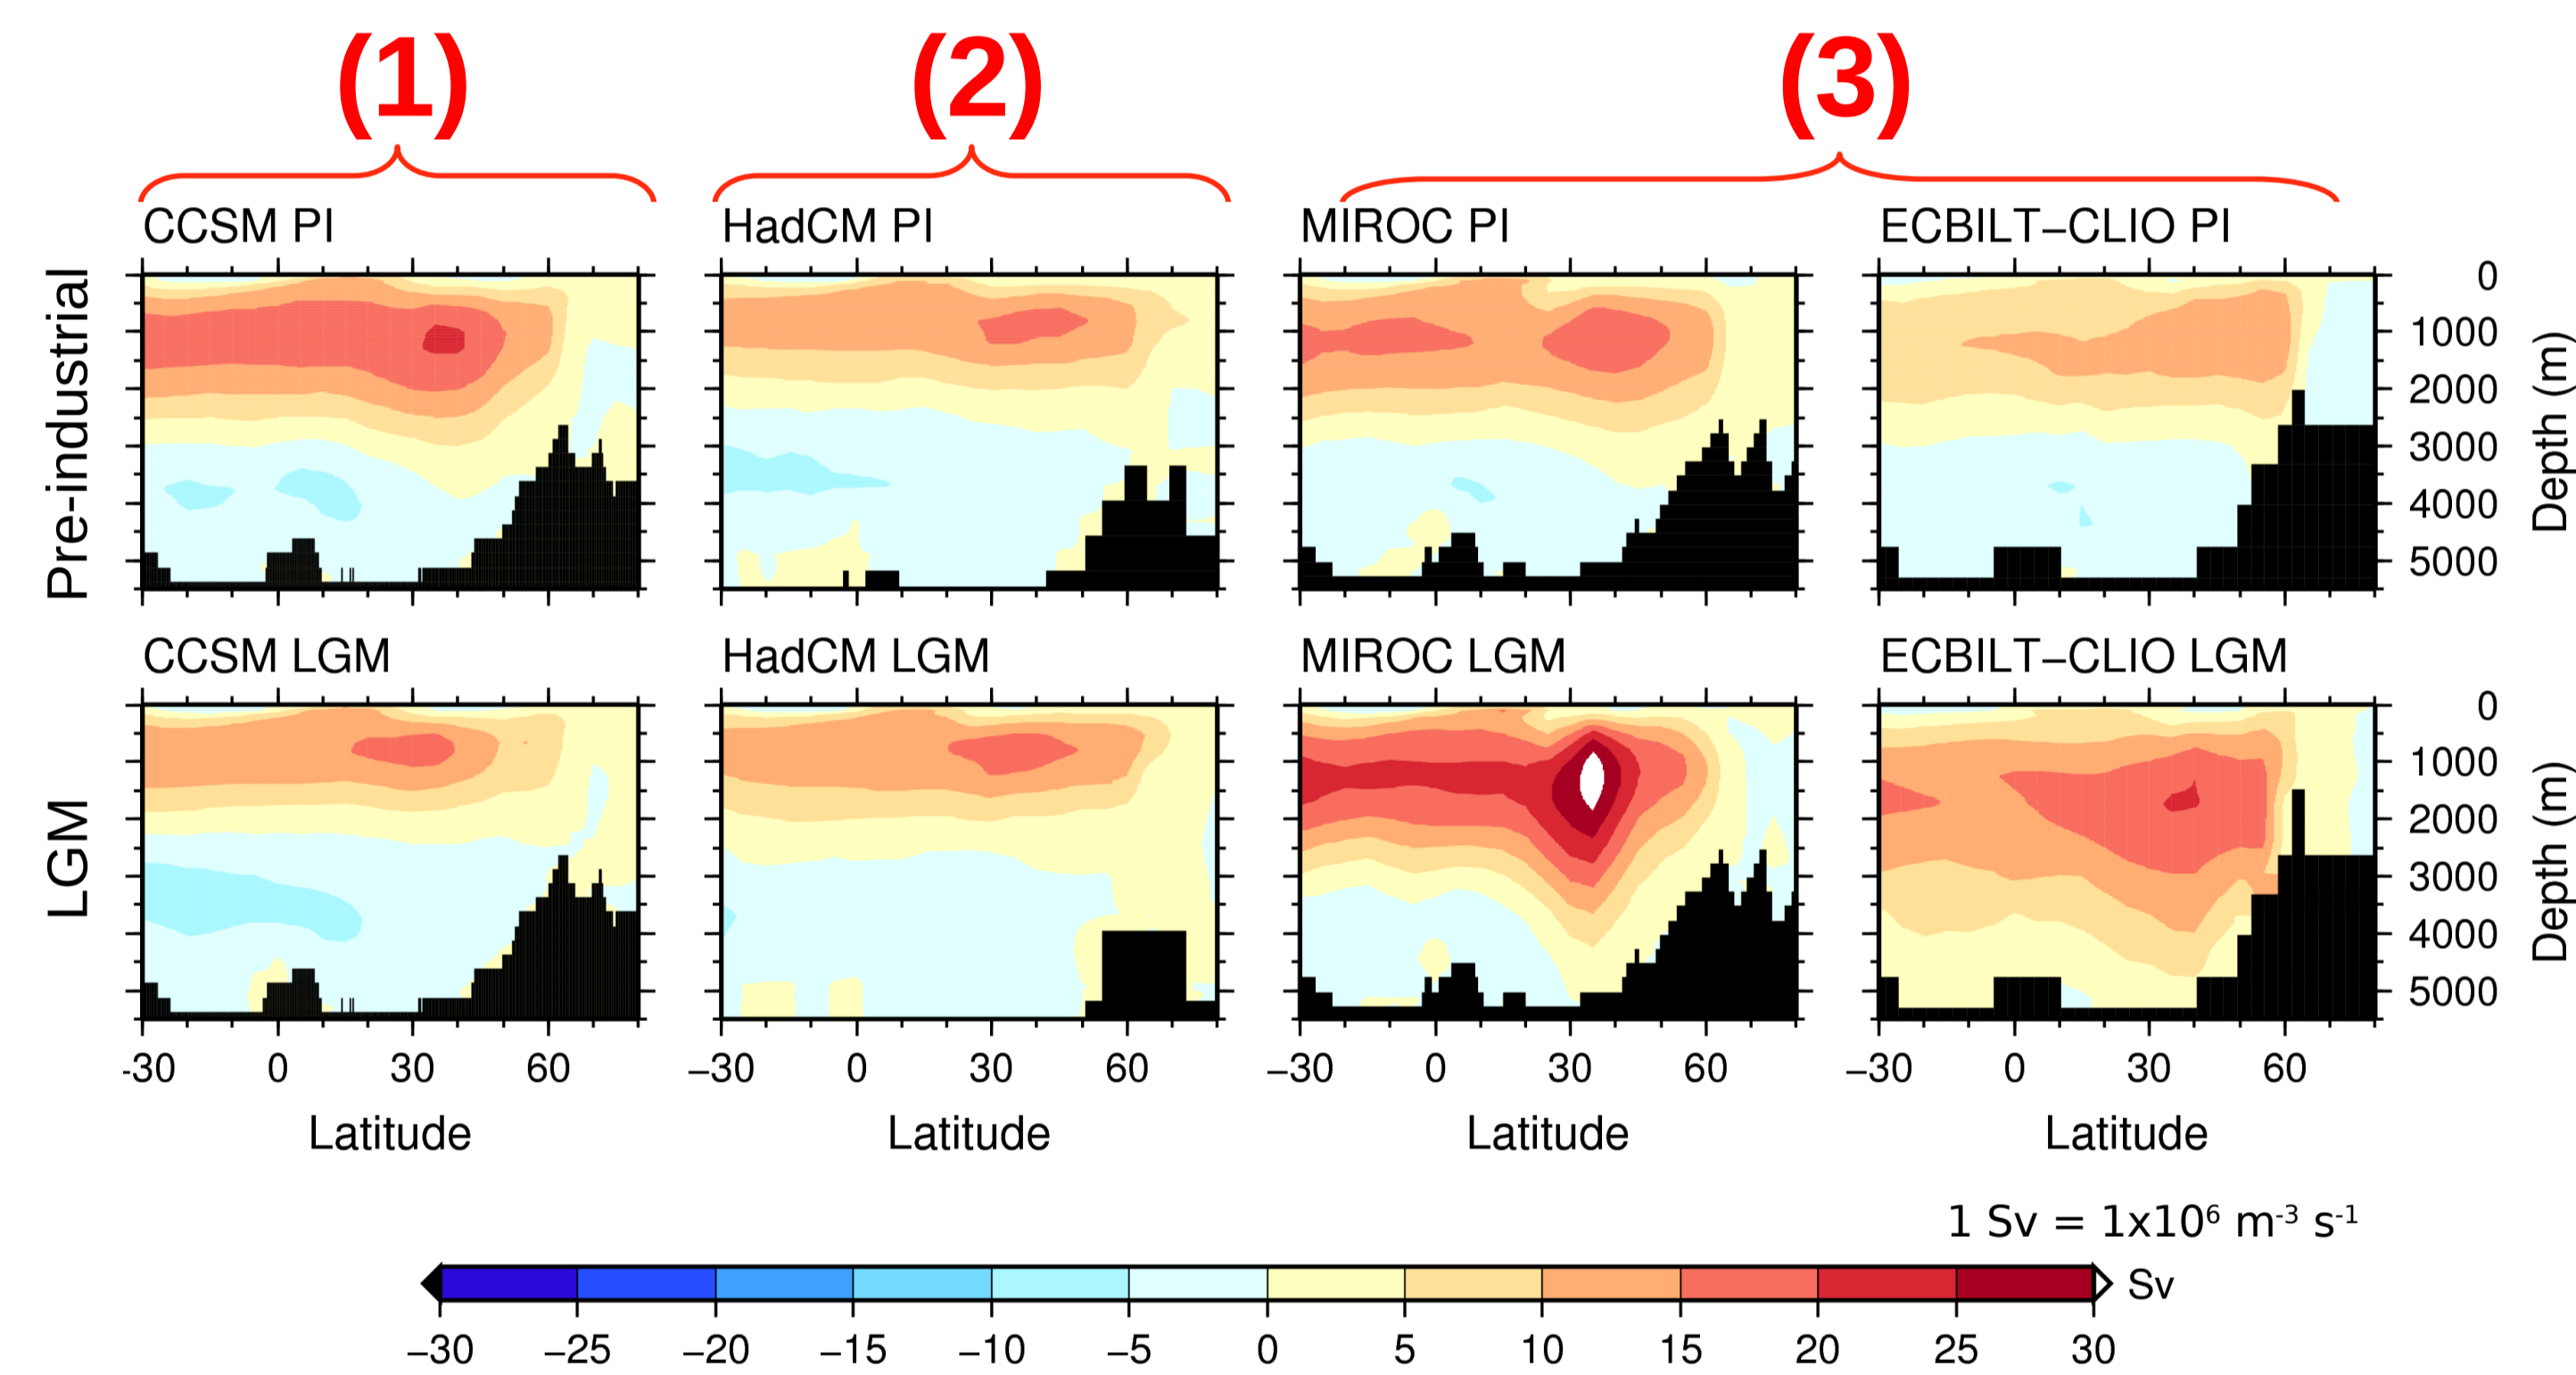 (1) (2) (3)
CCSM PI HadCM PI MIROC PI ECBILT–CLIO PI
Pre-industrial
0
1000
2000
3000
4000
5000
Depth (m)
CCSM LGM HadCM LGM MIROC LGM ECBILT–CLIO LGM
LGM
0
1000
2000
3000
4000
5000
Depth (m)
-30 0 30 60 –30 0 30 60 –30 0 30 60 –30 0 30 60
Latitude Latitude Latitude Latitude
1 Sv = 1x10⁶ m⁻³ s⁻¹
Sv
–30 –25 –20 –15 –10 –5 0 5 10 15 20 25 30